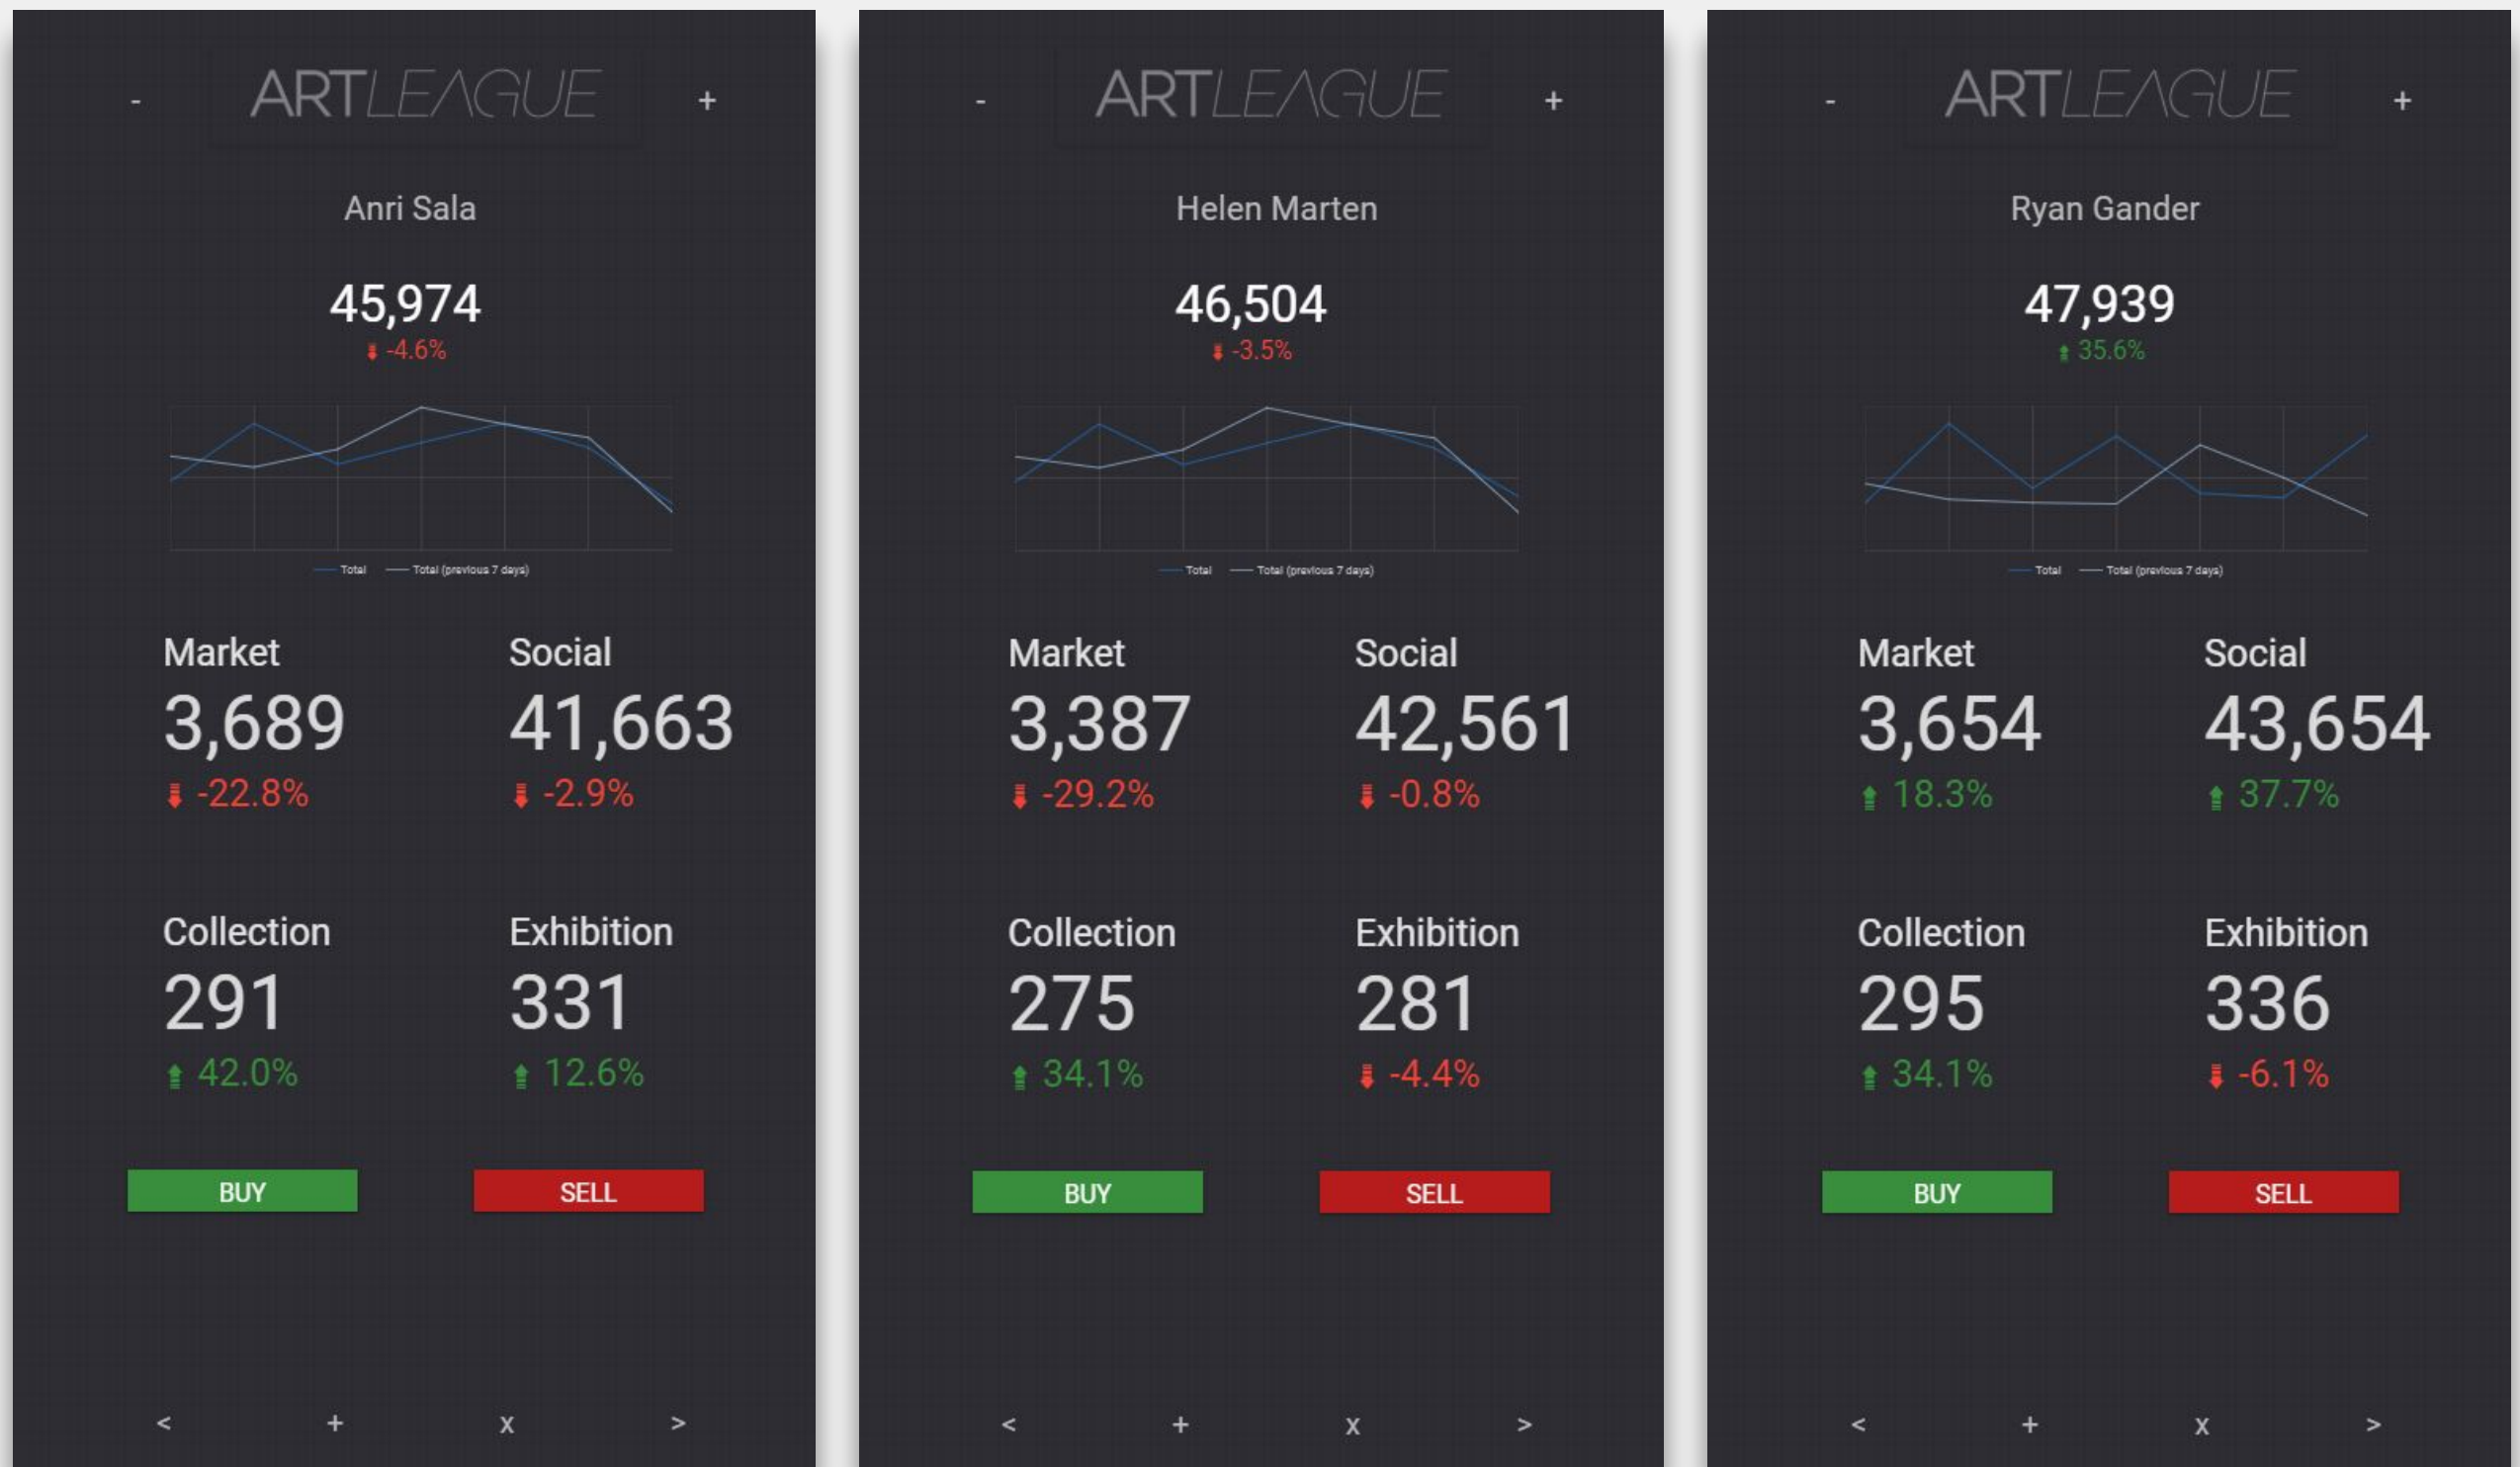 - ARTLEAGUE +
Anri Sala
45,974
-4.6%
Total Total (previous 7 days)
Market Social
3,689 41,663
-22.8% -2.9%
Collection Exhibition
291 331
42.0% 12.6%
BUY SELL
< + x >
- ARTLEAGUE +
Helen Marten
46,504
-3.5%
Total Total (previous 7 days)
Market Social
3,387 42,561
-29.2% -0.8%
Collection Exhibition
275 281
34.1% -4.4%
BUY SELL
< + x >
- ARTLEAGUE +
Ryan Gander
47,939
35.6%
Total Total (previous 7 days)
Market Social
3,654 43,654
18.3% 37.7%
Collection Exhibition
295 336
34.1% -6.1%
BUY SELL
< + x >